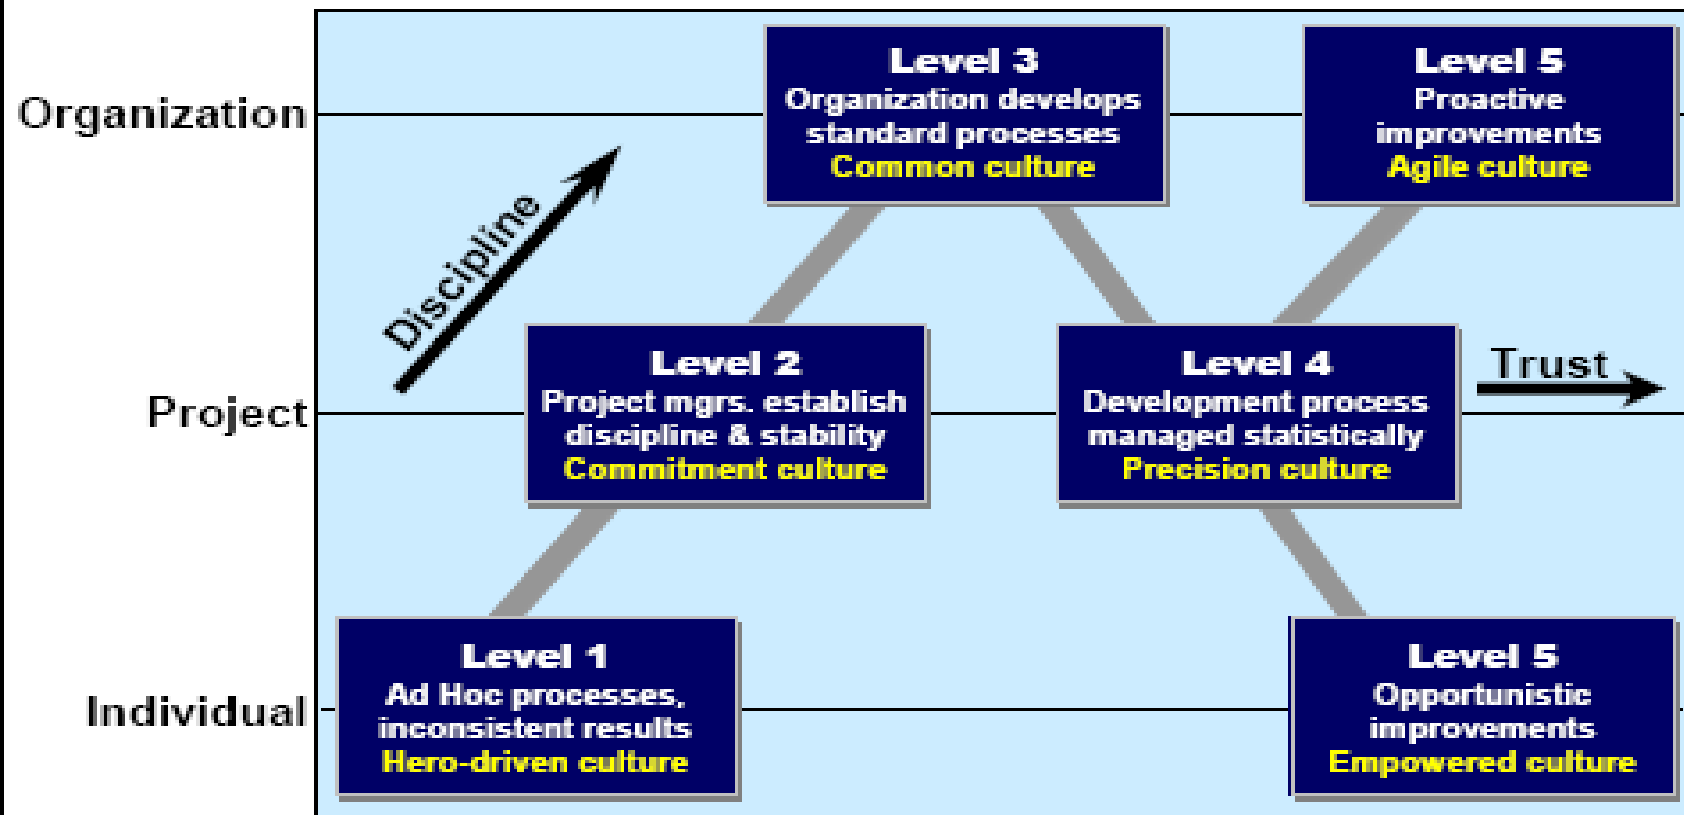 Organization
Project
Individual
Discipline
Trust
Level 3
Organization develops
standard processes
Common culture
Level 5
Proactive
improvements
Agile culture
Level 2
Project mgrs. establish
discipline & stability
Commitment culture
Level 4
Development process
managed statistically
Precision culture
Level 1
Ad Hoc processes,
inconsistent results
Hero-driven culture
Level 5
Opportunistic
improvements
Empowered culture